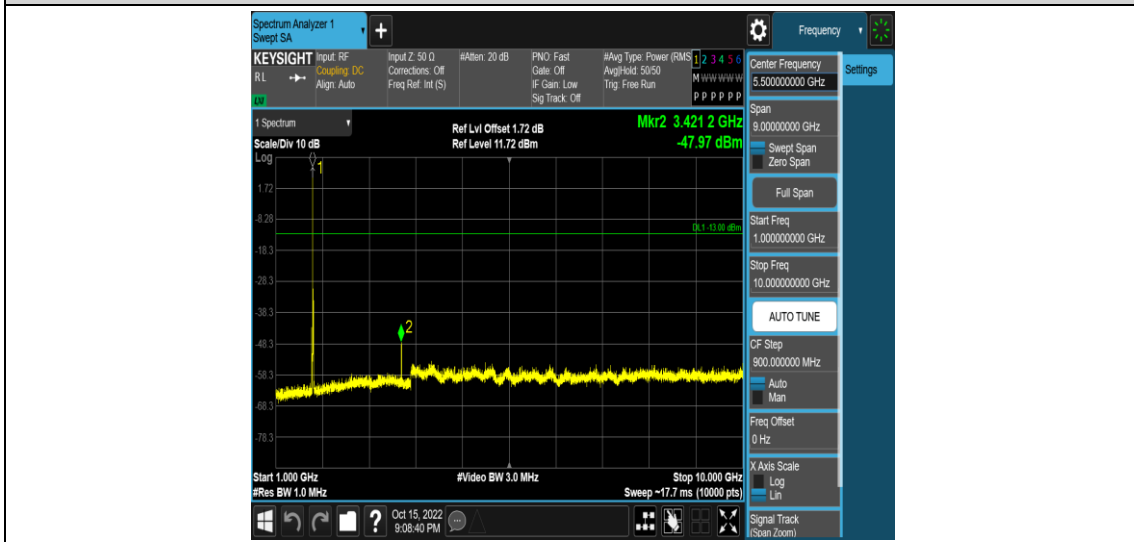 Spectrum Analyzer 1
Swept SA
+
Frequency
KEYSIGHT
RL
LXI
Input: RF
Coupling: DC
Align: Auto
Input Z: 50 Ω
Corrections: Off
Freq Ref: Int (S)
#Atten: 20 dB
PNO: Fast
Gate: Off
IF Gain: Low
Sig Track: Off
#Avg Type: Power (RMS
Avg|Hold: 50/50
Trig: Free Run
1 2 3 4 5 6
M W W W W W
P P P P P P
1 Spectrum
Scale/Div 10 dB
Ref Lvl Offset 1.72 dB
Ref Level 11.72 dBm
Mkr2 3.421 2 GHz
-47.97 dBm
Log
1
1.72
-8.28
DL1 -13.00 dBm
-18.3
-28.3
-38.3
2
-48.3
-58.3
-68.3
-78.3
Start 1.000 GHz
#Video BW 3.0 MHz
Stop 10.000 GHz
#Res BW 1.0 MHz
Sweep ~17.7 ms (10000 pts)
?
Oct 15, 2022
9:08:40 PM
Center Frequency
5.50000000 GHz
Settings
Span
9.00000000 GHz
Swept Span
Zero Span
Full Span
Start Freq
1.000000000 GHz
Stop Freq
10.000000000 GHz
AUTO TUNE
CF Step
900.000000 MHz
Auto
Man
Freq Offset
0 Hz
X Axis Scale
Log
Lin
Signal Track
(Span Zoom)